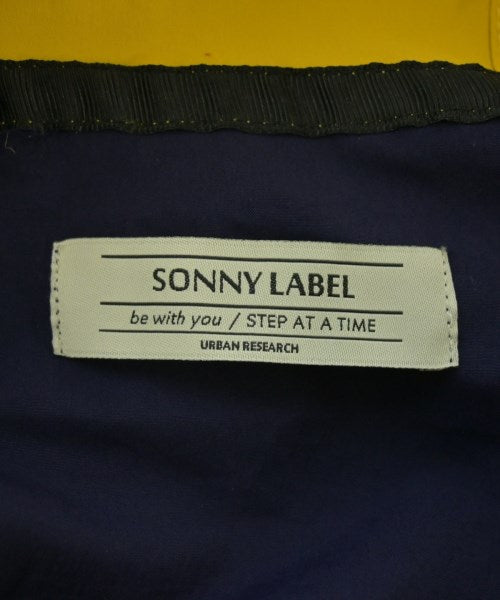 SONNY LABEL
be with you / STEP AT A TIME
URBAN RESEARCH